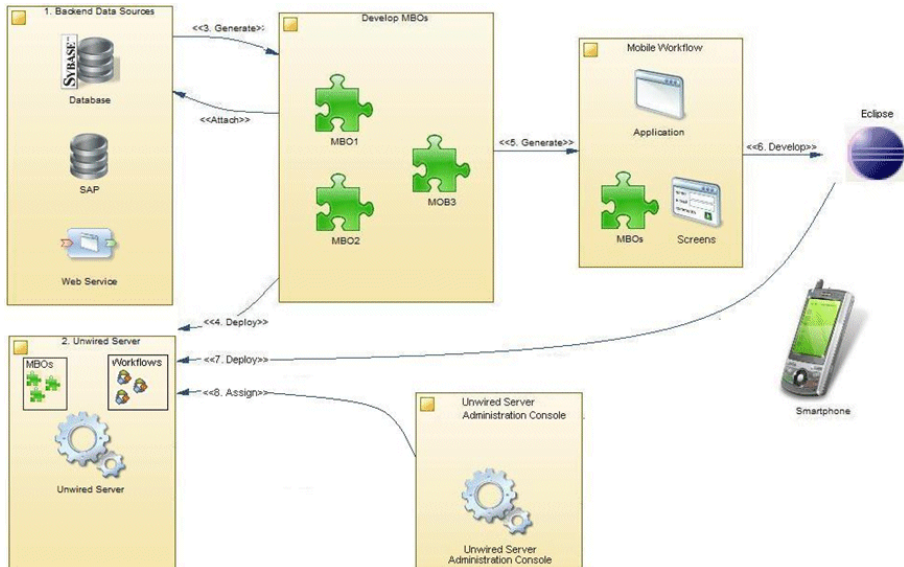 1. Backend Data Sources
SYBASE
Database
SAP
Web Service
<<3. Generate>>
<<Attach>>
Develop MBOs
MBO1
MBO2
MOB3
<<5. Generate>>
Mobile Workflow
Application
MBOs
Screens
<<6. Develop>>
Eclipse
<<4. Deploy>>
<<7. Deploy>>
<<8. Assign>>
2. Unwired Server
MBOs
Workflows
Unwired Server
Unwired Server
Administration Console
Unwired Server
Administration Console
Smartphone